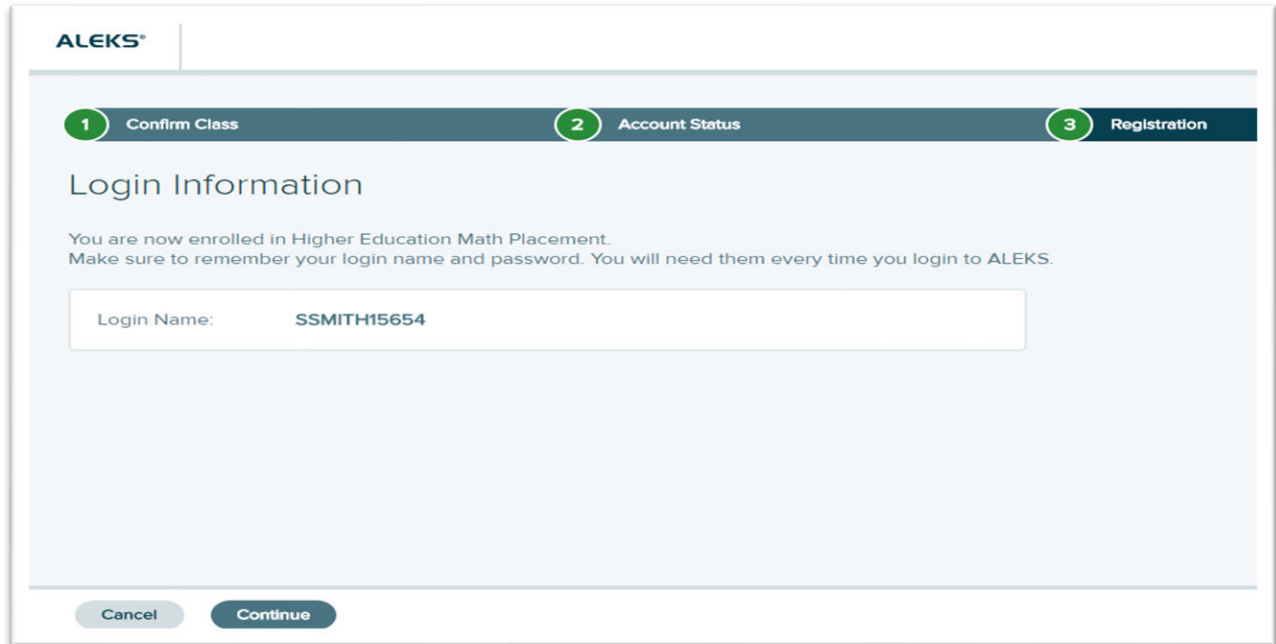 ALEKS®
1 Confirm Class 2 Account Status 3 Registration
Login Information
You are now enrolled in Higher Education Math Placement.
Make sure to remember your login name and password. You will need them every time you login to ALEKS.
Login Name: SSMITH15654
Cancel Continue